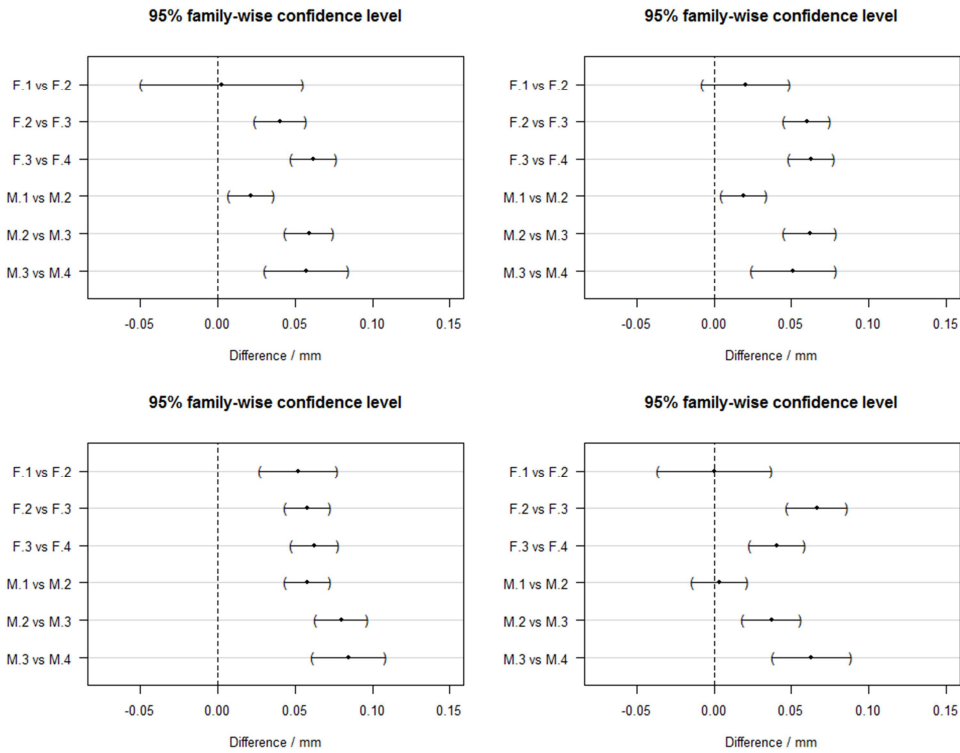 95% family-wise confidence level
F.1 vs F.2
F.2 vs F.3
F.3 vs F.4
M.1 vs M.2
M.2 vs M.3
M.3 vs M.4
-0.05 0.00 0.05 0.10 0.15
Difference / mm
95% family-wise confidence level
F.1 vs F.2
F.2 vs F.3
F.3 vs F.4
M.1 vs M.2
M.2 vs M.3
M.3 vs M.4
-0.05 0.00 0.05 0.10 0.15
Difference / mm
95% family-wise confidence level
F.1 vs F.2
F.2 vs F.3
F.3 vs F.4
M.1 vs M.2
M.2 vs M.3
M.3 vs M.4
-0.05 0.00 0.05 0.10 0.15
Difference / mm
95% family-wise confidence level
F.1 vs F.2
F.2 vs F.3
F.3 vs F.4
M.1 vs M.2
M.2 vs M.3
M.3 vs M.4
-0.05 0.00 0.05 0.10 0.15
Difference / mm